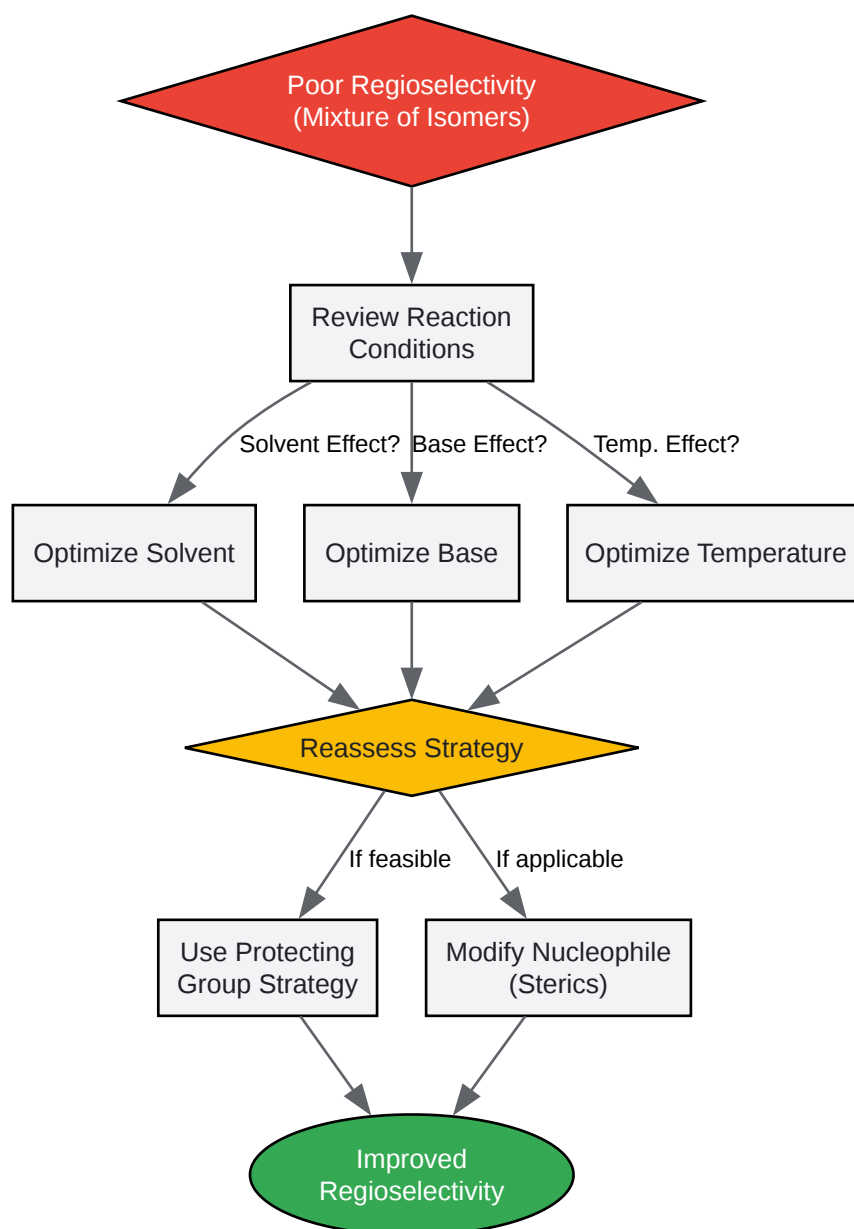 Poor Regioselectivity
(Mixture of Isomers)
Review Reaction
Conditions
Solvent Effect?
Base Effect?
Temp. Effect?
Optimize Solvent
Optimize Base
Optimize Temperature
Reassess Strategy
If feasible
If applicable
Use Protecting
Group Strategy
Modify Nucleophile
(Sterics)
Improved
Regioselectivity